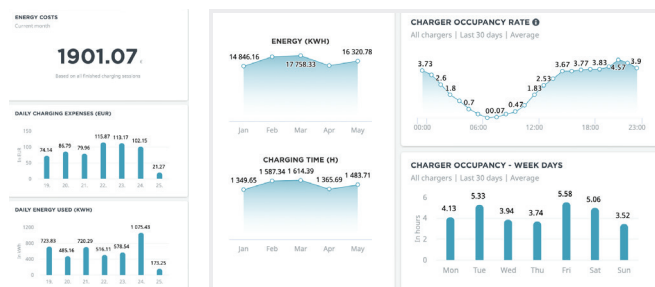 ENERGY COSTS
Current month
1901.07
Based on all finished charging sessions
DAILY CHARGING EXPENSES (EUR)
150
100
50
0
In EUR
74.14 86.79 79.96 115.87 113.17 102.15 21.27
19. 20. 21. 22. 23. 24. 25.
DAILY ENERGY USED (KWH)
1200
800
400
0
In kWh
723.83 485.16 720.29 516.11 578.54 1 075.48 173.25
19. 20. 21. 22. 23. 24. 25.
ENERGY (KWH)
14 846.16 17 758.33 16 320.78
Jan Feb Mar Apr May
CHARGING TIME (H)
1 349.65 1 587.34 1 614.39 1 365.69 1 483.71
Jan Feb Mar Apr May
CHARGER OCCUPANCY RATE
All chargers | Last 30 days | Average
3.73 2.6 1.8 0.7 00.07 0.47 1.83 2.53 3.67 3.77 3.83 4.57 3.9
00:00 06:00 12:00 18:00 23:00
CHARGER OCCUPANCY - WEEK DAYS
All chargers | Last 30 days | Average
6
4
2
0
In hours
4.13 5.33 3.94 3.74 5.58 5.06 3.52
Mon Tue Wed Thu Fri Sat Sun